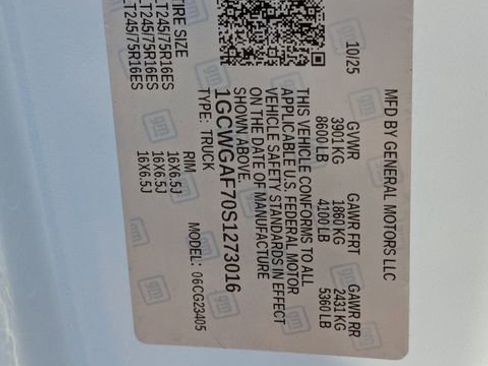 MFD BY GENERAL MOTORS LLC
10/25
GVWR
3901 KG
8600 LB
GAWR FRT
1860 KG
4100 LB
GAWR RR
2431 KG
5360 LB
THIS VEHICLE CONFORMS TO ALL
APPLICABLE U.S. FEDERAL MOTOR
VEHICLE SAFETY STANDARDS IN EFFECT
ON THE DATE OF MANUFACTURE
SHOWN ABOVE.
1GCWGAF70S1273016
TYPE: TRUCK
MODEL: 06CG23405
TIRE SIZE
RIM
LT245/75R16ES
16X6.5J
LT245/75R16ES
16X6.5J
LT245/75R16ES
16X6.5J
gm